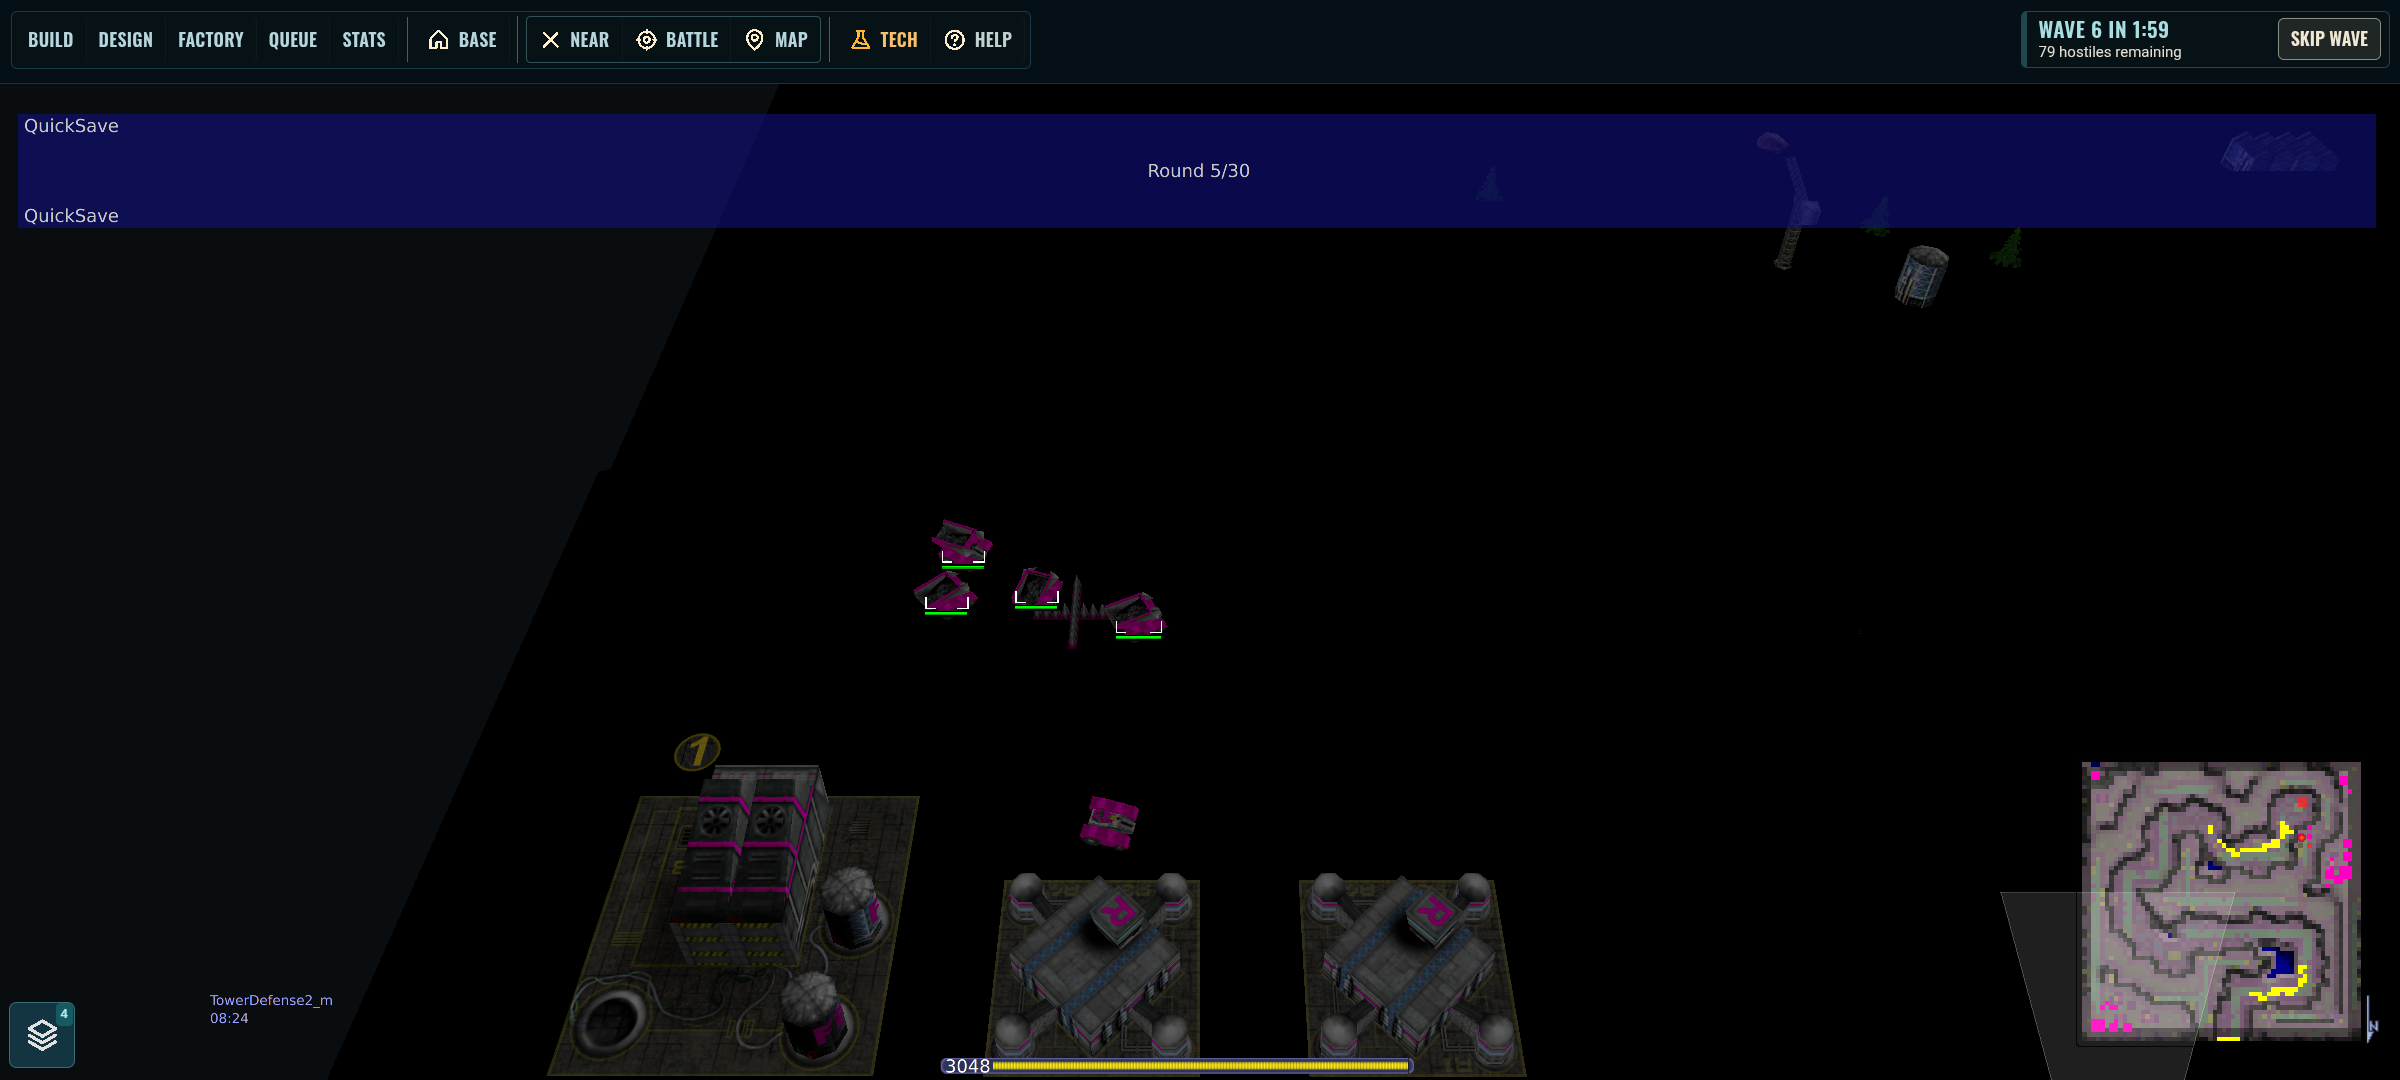 BUILD DESIGN FACTORY QUEUE STATS BASE NEAR BATTLE MAP TECH HELP
WAVE 6 IN 1:59
79 hostiles remaining
SKIP WAVE
QuickSave
Round 5/30
QuickSave
1
R R
TowerDefense2_m
08:24
4
3048
N